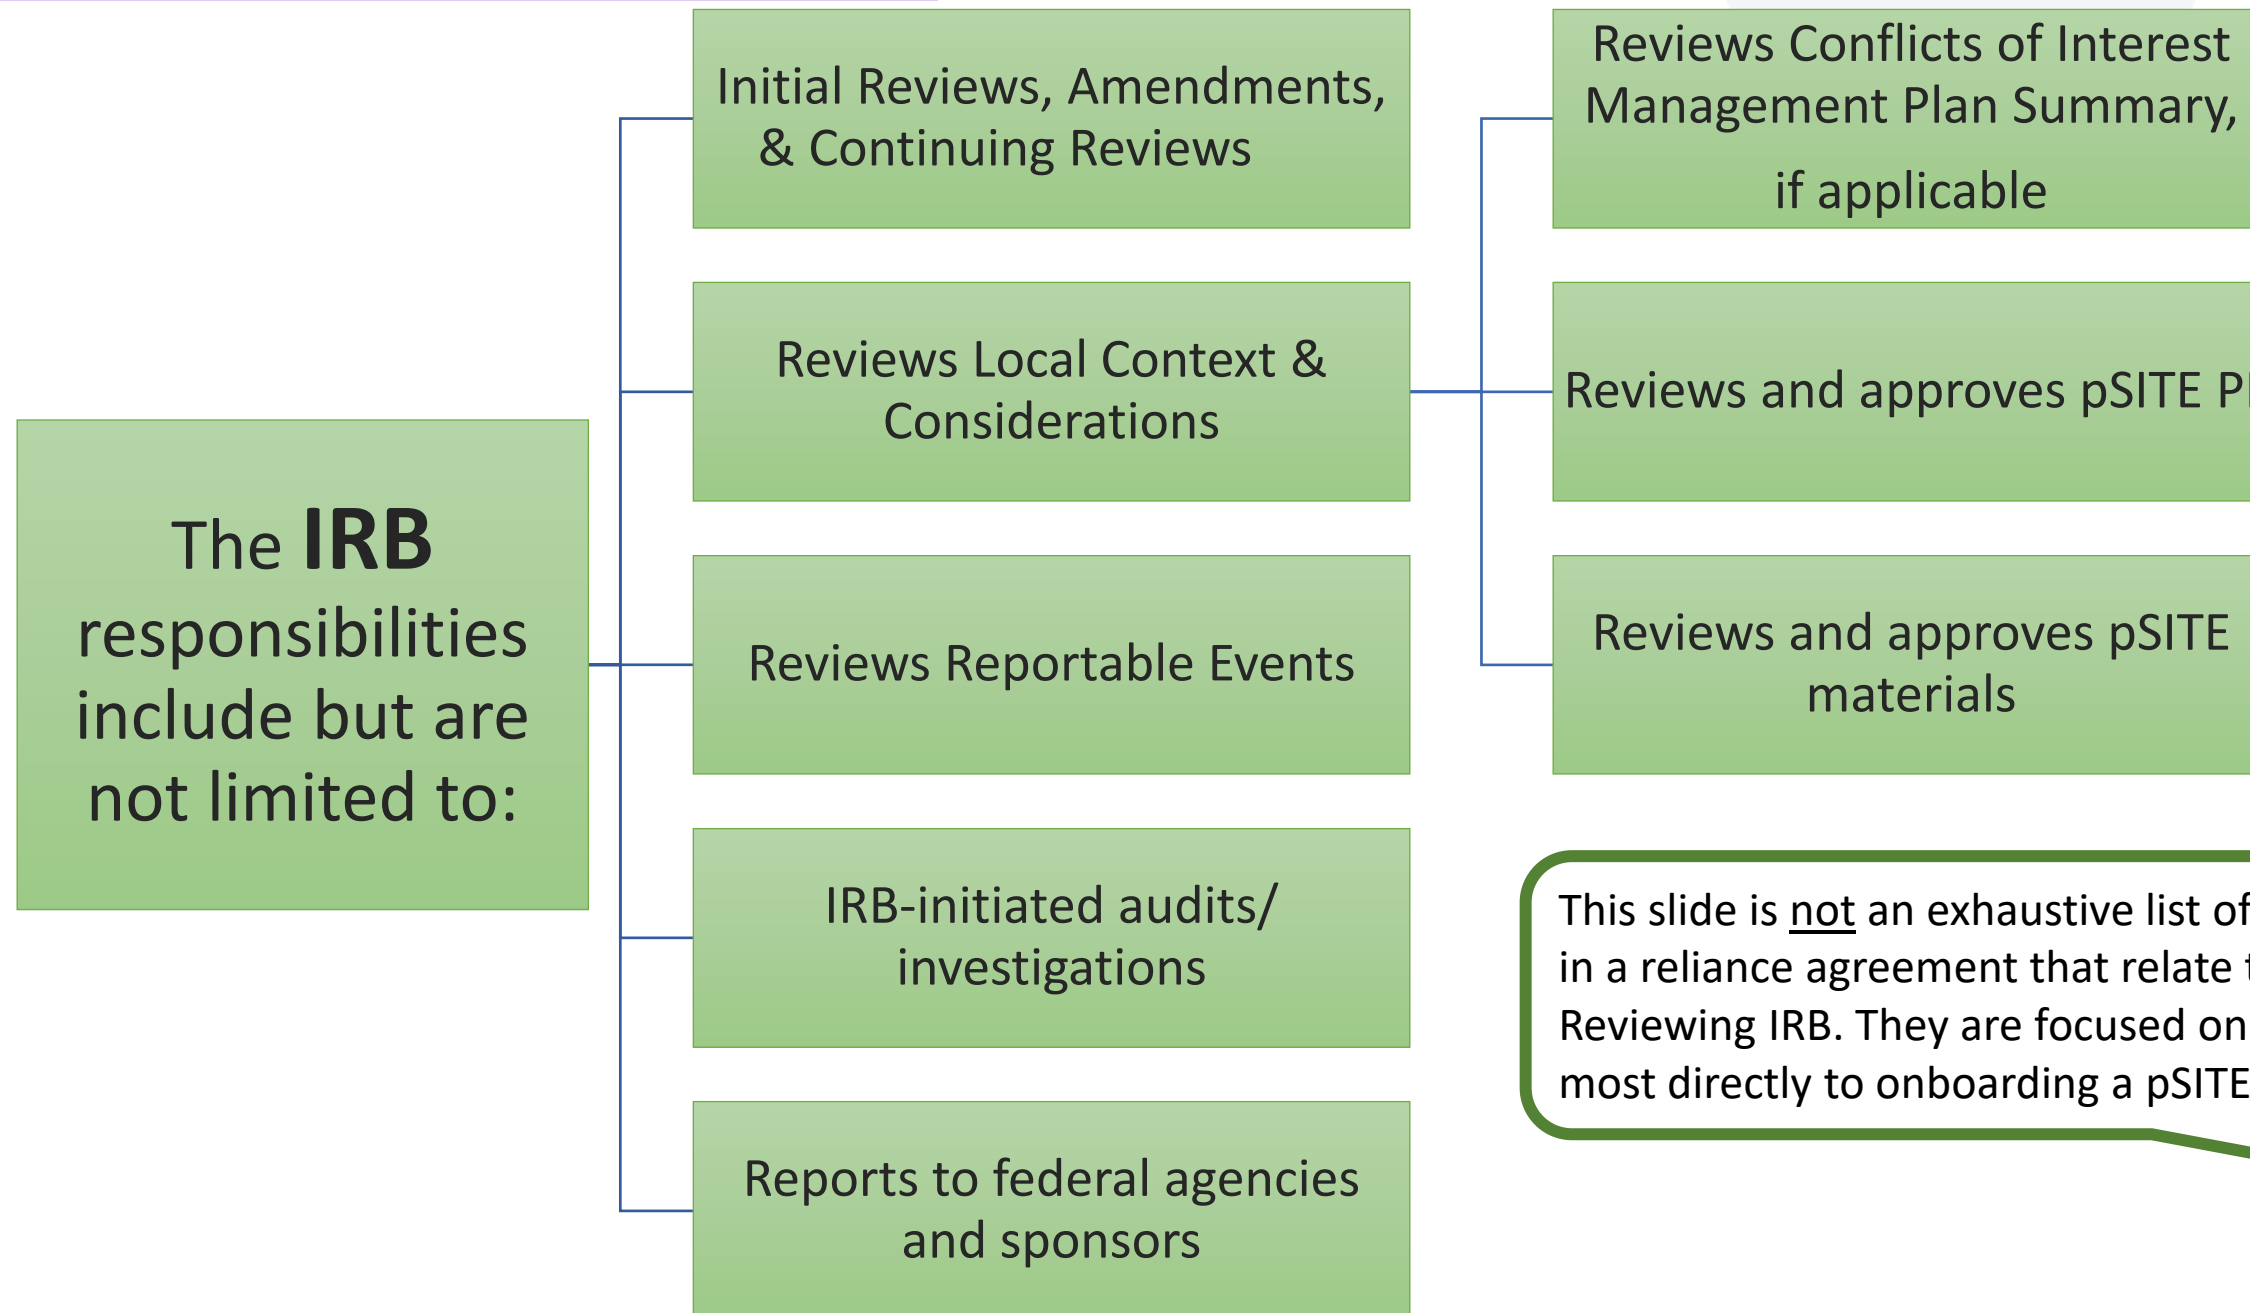 The IRB
responsibilities
include but are
not limited to:
Initial Reviews, Amendments,
& Continuing Reviews
Reviews Local Context &
Considerations
Reviews Reportable Events
IRB-initiated audits/
investigations
Reports to federal agencies
and sponsors
Reviews Conflicts of Interest
Management Plan Summary,
if applicable
Reviews and approves pSITE
Reviews and approves pSITE
materials
This slide is not an exhaustive list of
in a reliance agreement that relate
Reviewing IRB. They are focused on
most directly to onboarding a pSITE